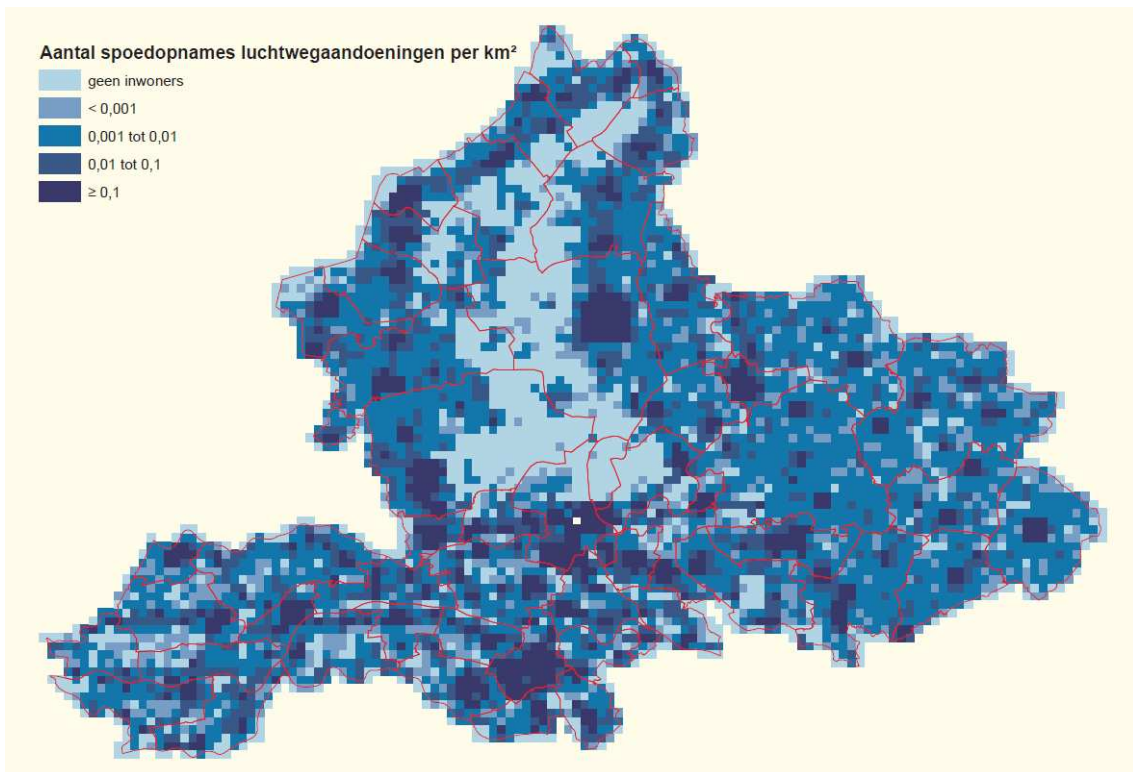 Aantal spoedopnames luchtwegaandoeningen per km²
geen inwoners
< 0,001
0,001 tot 0,01
0,01 tot 0,1
≥ 0,1